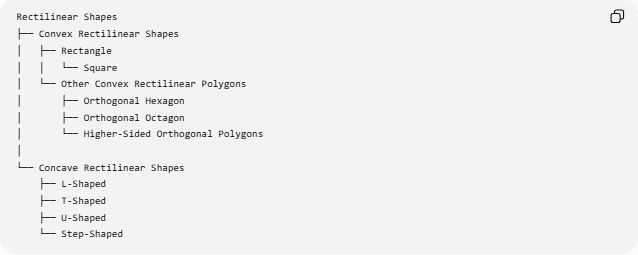 Rectilinear Shapes
├── Convex Rectilinear Shapes
│   ├── Rectangle
│   │   └── Square
│   └── Other Convex Rectilinear Polygons
│       ├── Orthogonal Hexagon
│       ├── Orthogonal Octagon
│       └── Higher-Sided Orthogonal Polygons
│
└── Concave Rectilinear Shapes
    ├── L-Shaped
    ├── T-Shaped
    ├── U-Shaped
    └── Step-Shaped